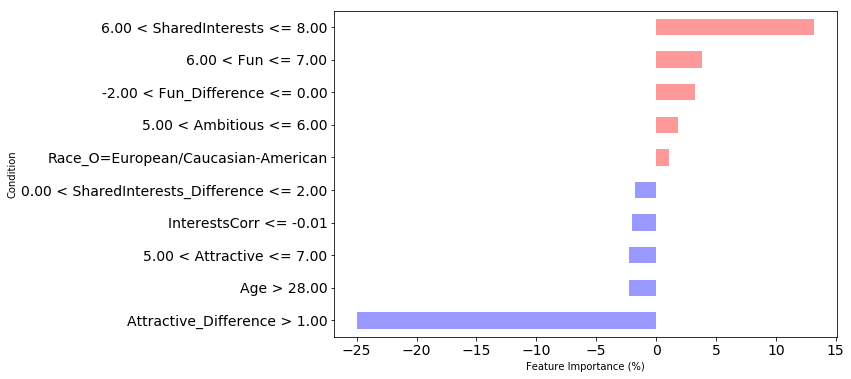 6.00 < SharedInterests <= 8.00
6.00 < Fun <= 7.00
-2.00 < Fun_Difference <= 0.00
5.00 < Ambitious <= 6.00
Race_O=European/Caucasian-American
0.00 < SharedInterests_Difference <= 2.00
InterestsCorr <= -0.01
5.00 < Attractive <= 7.00
Age > 28.00
Attractive_Difference > 1.00
Condition
−25 −20 −15 −10 −5 0 5 10 15
Feature Importance (%)